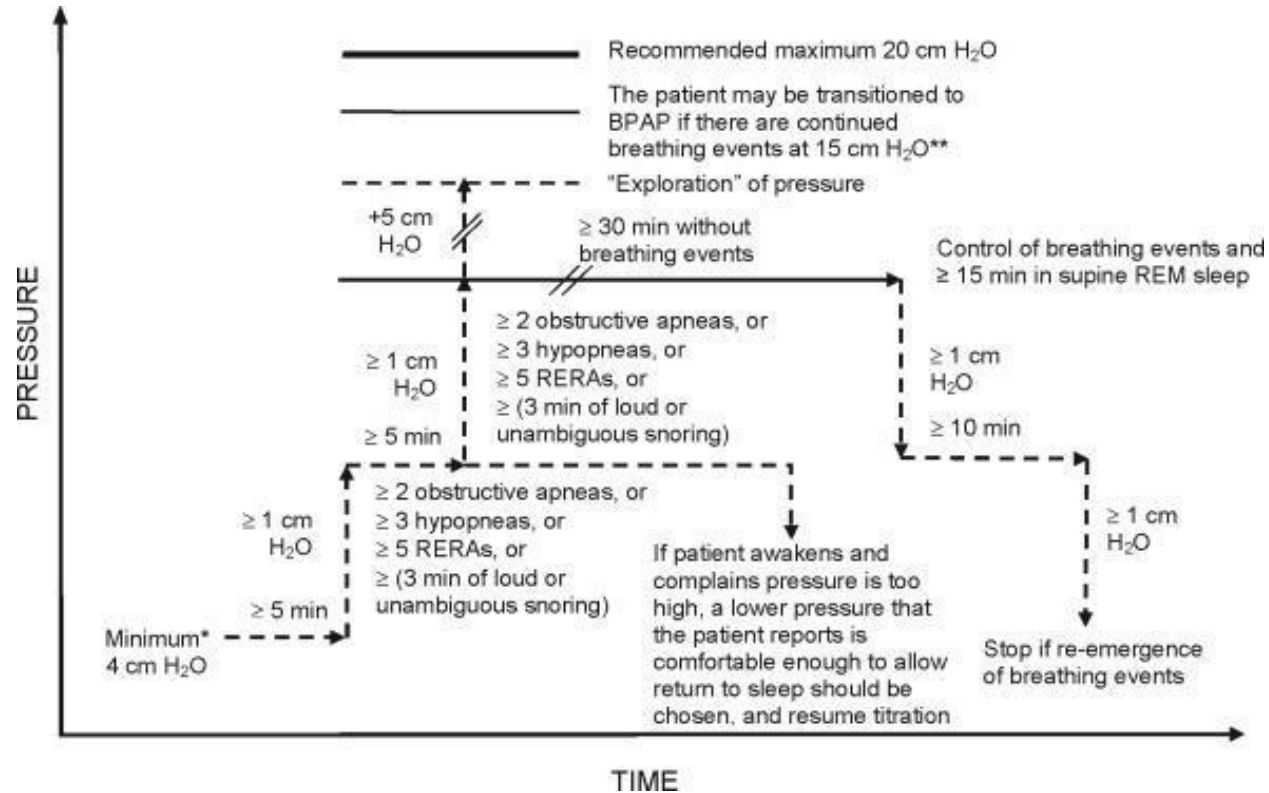 Recommended maximum 20 cm H₂O
The patient may be transitioned to
BPAP if there are continued
breathing events at 15 cm H₂O**
"Exploration" of pressure
+5 cm
H₂O
≥ 30 min without
breathing events
Control of breathing events and
≥ 15 min in supine REM sleep
≥ 2 obstructive apneas, or
≥ 3 hypopneas, or
≥ 5 RERAs, or
≥ (3 min of loud or
unambiguous snoring)
≥ 1 cm
H₂O
≥ 5 min
≥ 1 cm
H₂O
≥ 10 min
≥ 2 obstructive apneas, or
≥ 3 hypopneas, or
≥ 5 RERAs, or
≥ (3 min of loud or
unambiguous snoring)
≥ 1 cm
H₂O
≥ 5 min
Minimum*
4 cm H₂O
If patient awakens and
complains pressure is too
high, a lower pressure that
the patient reports is
comfortable enough to allow
return to sleep should be
chosen, and resume titration
≥ 1 cm
H₂O
Stop if re-emergence
of breathing events
PRESSURE
TIME